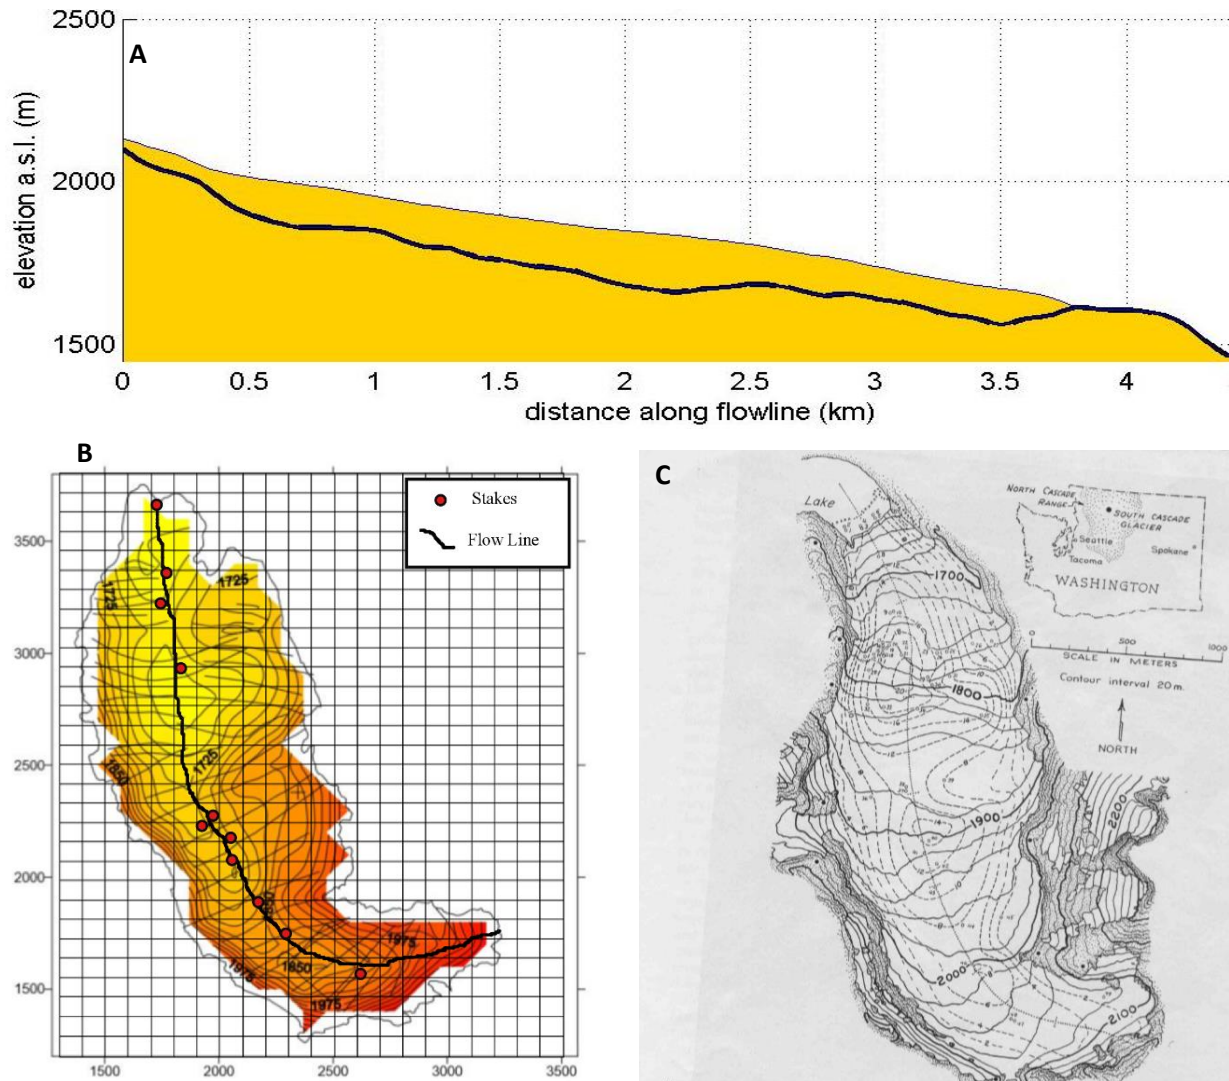 2500
A
2000
1500
elevation a.s.l. (m)
0 0.5 1 1.5 2 2.5 3 3.5 4
distance along flowline (km)
B
Stakes
Flow Line
3500
3000
2500
2000
1500
1500 2000 2500 3000 3500
1725
1725
1725
1850
1850
1850
1975
1975
1975
C
Lake
NORTH CASCADE
RANGE
SOUTH CASCADE
GLACIER
Seattle
Tacoma
Spokane
WASHINGTON
0 500 1000
SCALE IN METERS
Contour interval 20 m.
NORTH
1700
1800
1900
2000
2100
2200